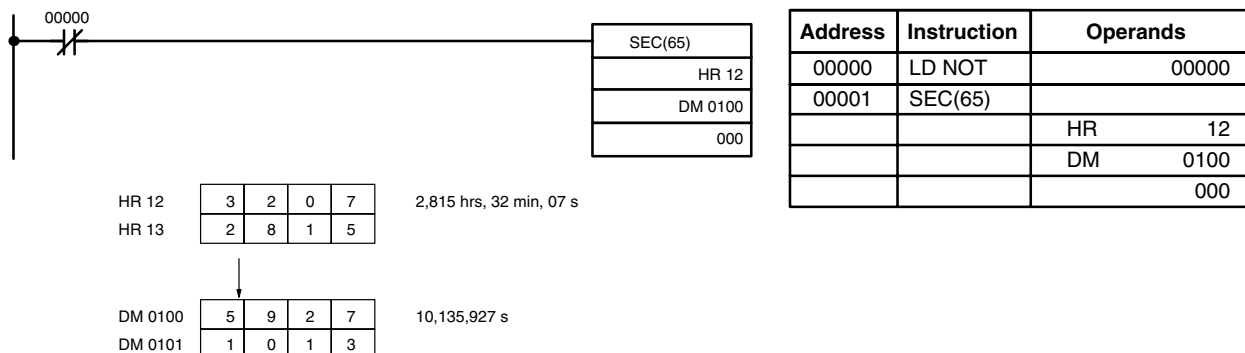 00000
SEC(65)
HR 12
DM 0100
000
Address Instruction Operands
00000 LD NOT 00000
00001 SEC(65)
HR 12
DM 0100
000
HR 12 3 2 0 7 2,815 hrs, 32 min, 07 s
HR 13 2 8 1 5
DM 0100 5 9 2 7 10,135,927 s
DM 0101 1 0 1 3